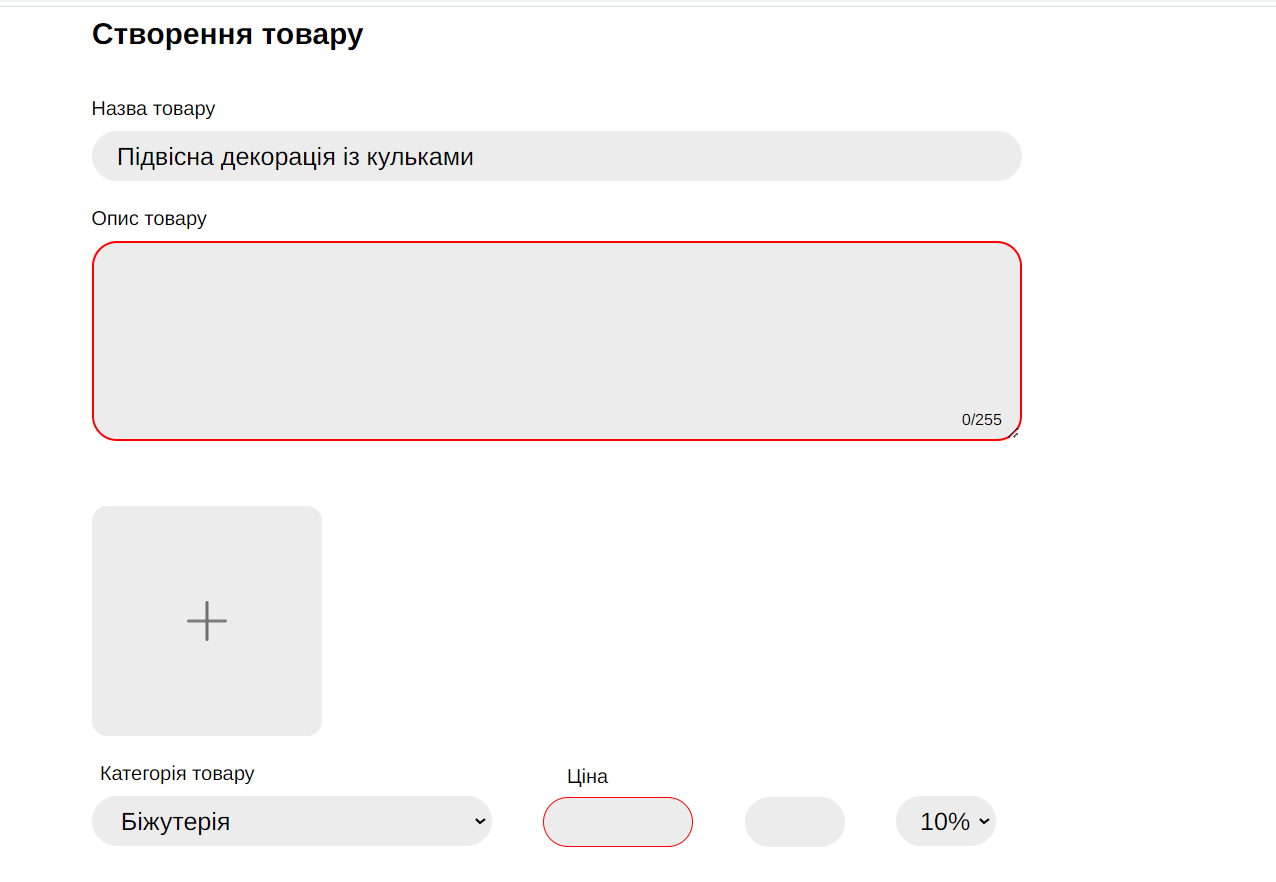 Створення товару
Назва товару
Підвісна декорація із кульками
Опис товару
0/255
Категорія товару
Ціна
Біжутерія
10%